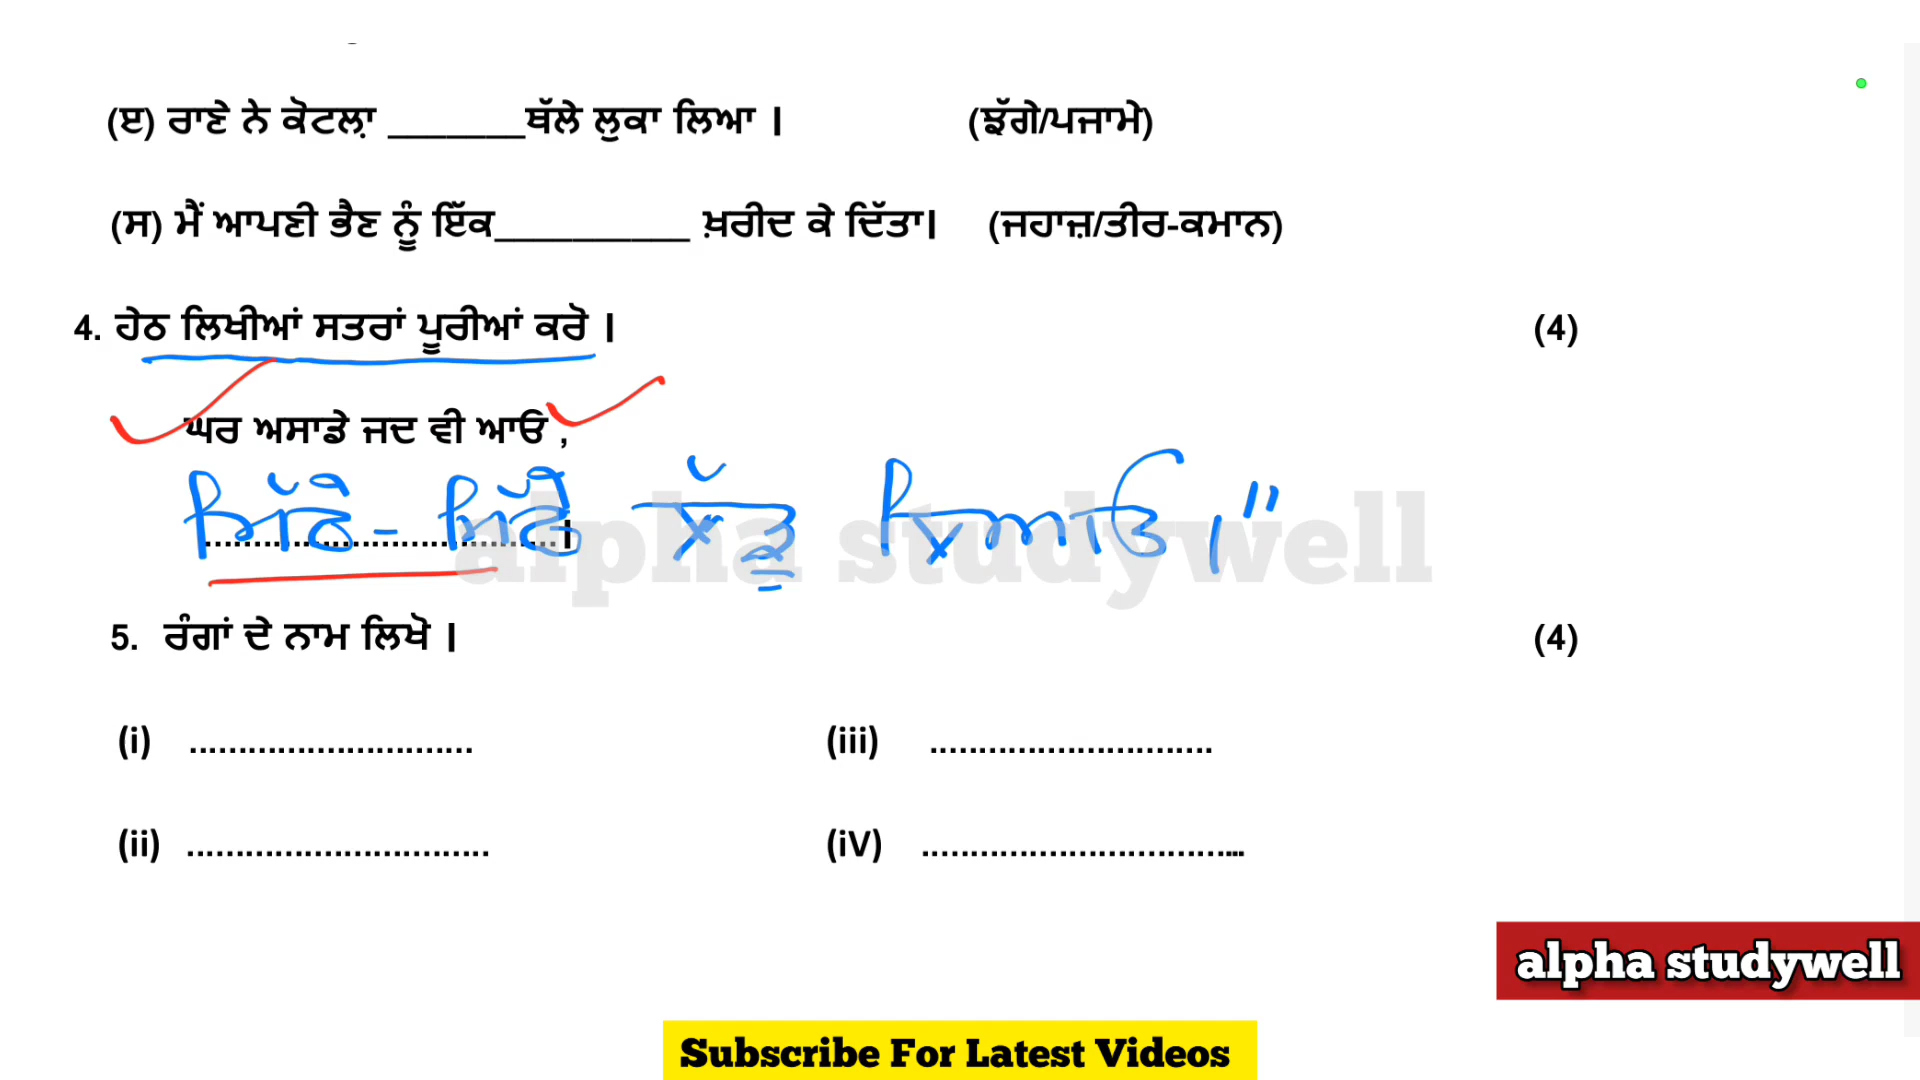 (ੲ) ਰਾਣੇ ਨੇ ਕੋਟਲਾ਼ _______ਥੱਲੇ ਲੁਕਾ ਲਿਆ । (ਝੁੱਗੇ/ਪਜਾਮੇ)
(ਸ) ਮੈਂ ਆਪਣੀ ਭੈਣ ਨੂੰ ਇੱਕ__________ ਖ਼ਰੀਦ ਕੇ ਦਿੱਤਾ। (ਜਹਾਜ਼/ਤੀਰ-ਕਮਾਨ)
4. ਹੇਠ ਲਿਖੀਆਂ ਸਤਰਾਂ ਪੂਰੀਆਂ ਕਰੋ । (4)
ਘਰ ਅਸਾਡੇ ਜਦ ਵੀ ਆਓ ,
ਮਿੱਠੇ-ਮਿੱਠੇ ਲੱਡੂ ਲਿਆਓ ।"
....................................।
alpha studywell
5. ਰੰਗਾਂ ਦੇ ਨਾਮ ਲਿਖੋ । (4)
(i) ............................. (iii) .............................
(ii) ............................... (iV) ..................................
alpha studywell
Subscribe For Latest Videos